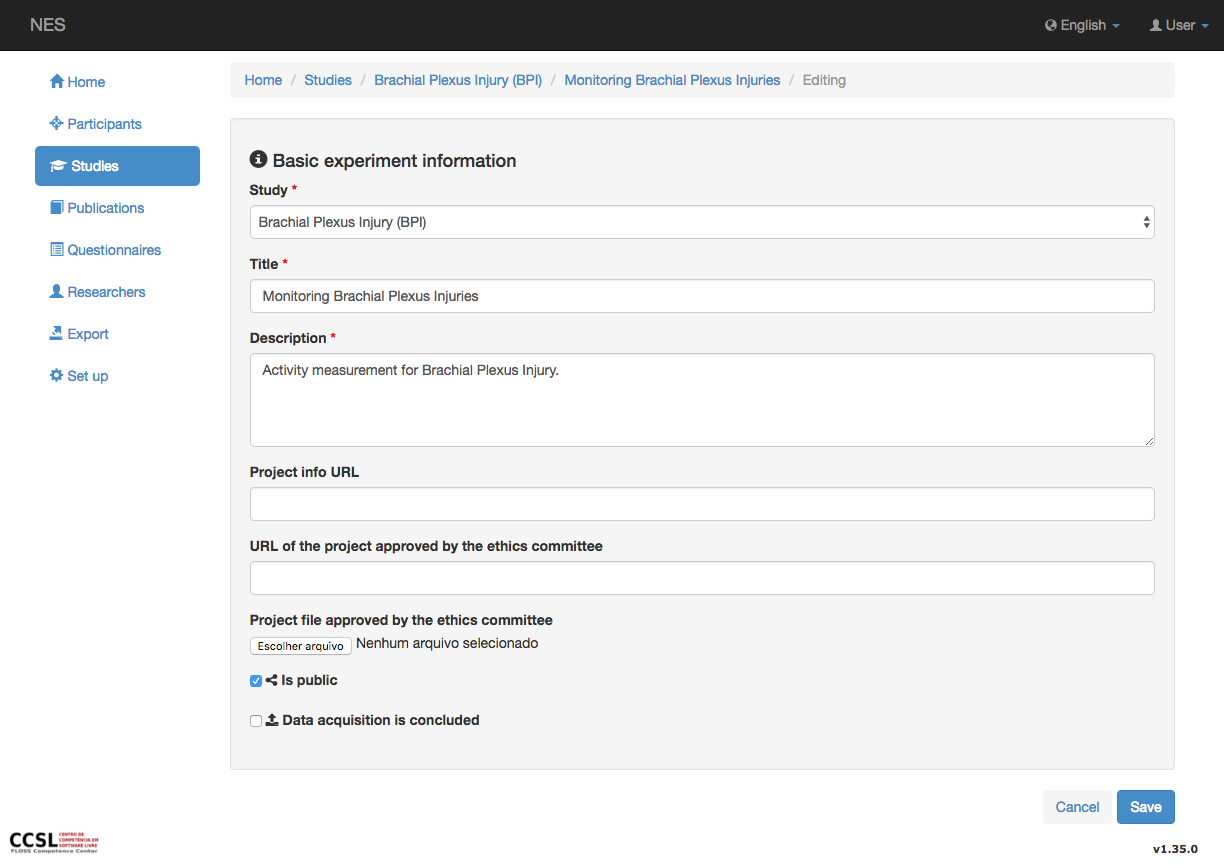 NES
English
User
Home
Participants
Studies
Publications
Questionnaires
Researchers
Export
Set up
Home / Studies / Brachial Plexus Injury (BPI) / Monitoring Brachial Plexus Injuries / Editing
Basic experiment information
Study *
Brachial Plexus Injury (BPI)
Title *
Monitoring Brachial Plexus Injuries
Description *
Activity measurement for Brachial Plexus Injury.
Project info URL
URL of the project approved by the ethics committee
Project file approved by the ethics committee
Escolher arquivo Nenhum arquivo selecionado
Is public
Data acquisition is concluded
Cancel
Save
CCSL
CENTRO DE
COMPETÊNCIA EM
SOFTWARE LIVRE
FLOSS Competence Center
v1.35.0